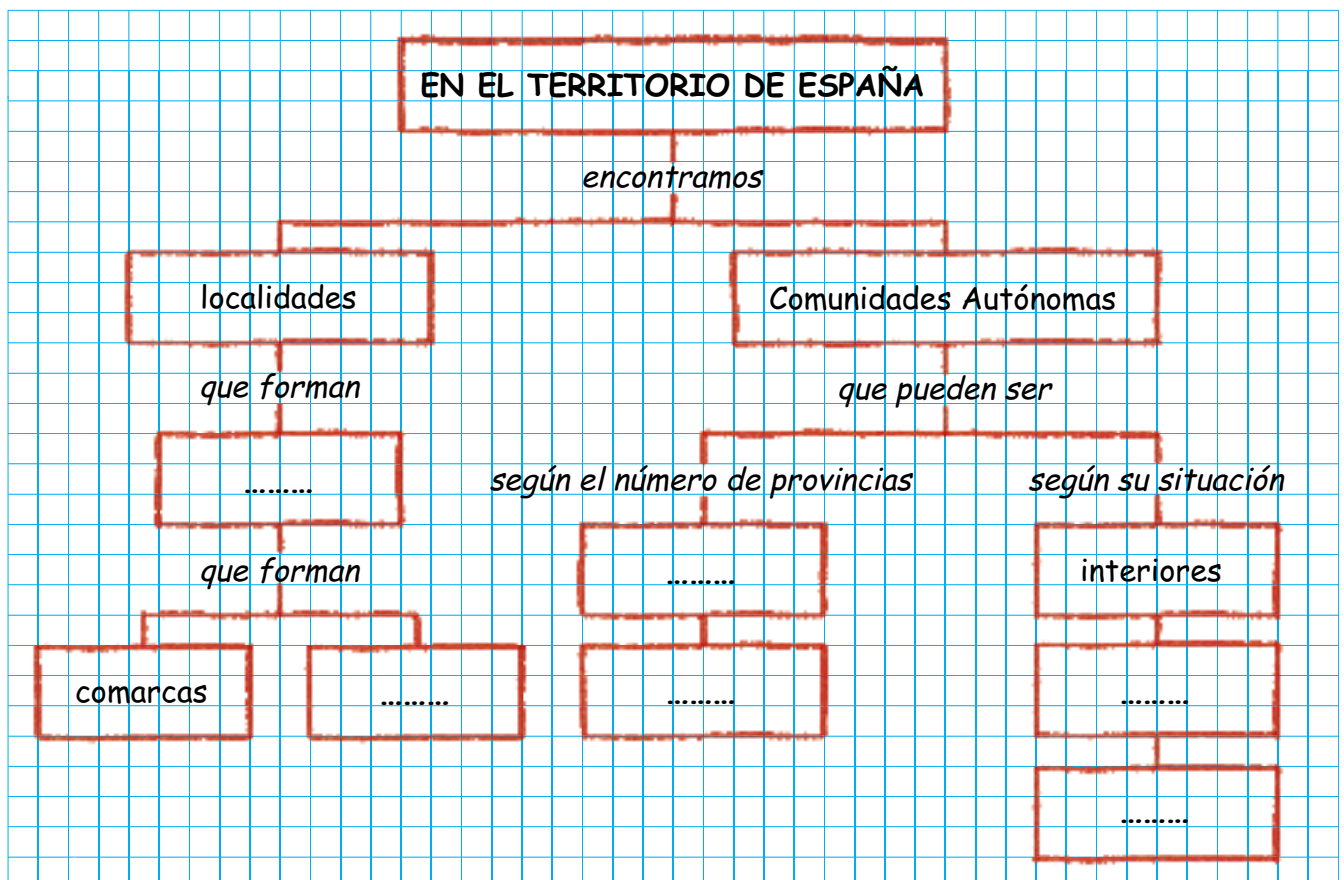 EN EL TERRITORIO DE ESPAÑA
encontramos
localidades
Comunidades Autónomas
que forman
que pueden ser
.........
según el número de provincias
según su situación
que forman
.........
interiores
comarcas
.........
.........
.........
.........